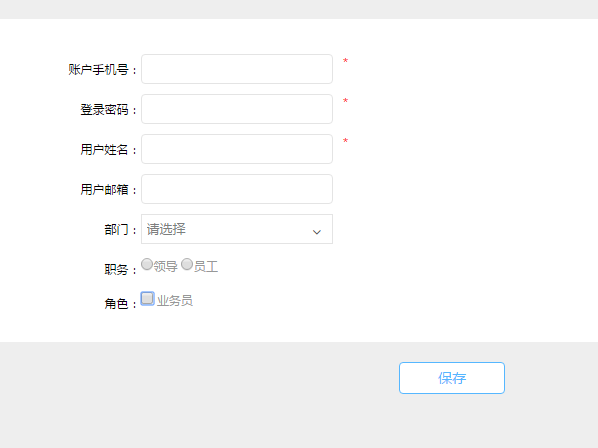 账户手机号： *
登录密码： *
用户姓名： *
用户邮箱：
部门： 请选择
职务： 领导 员工
角色： 业务员
保存